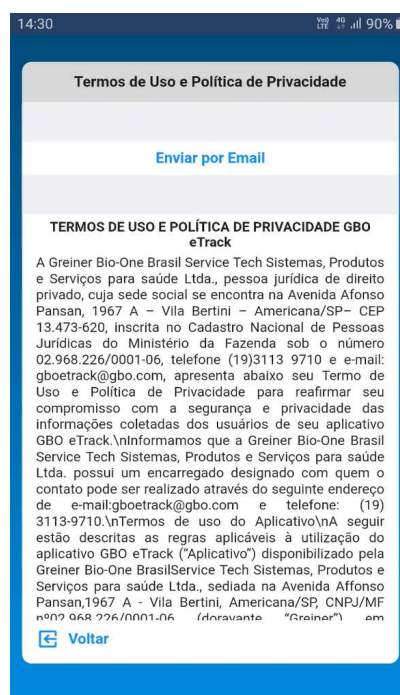 14:30
Vo)) LTE 4G 90%
Termos de Uso e Política de Privacidade
Enviar por Email
TERMOS DE USO E POLÍTICA DE PRIVACIDADE GBO
eTrack
A Greiner Bio-One Brasil Service Tech Sistemas, Produtos
e Serviços para saúde Ltda., pessoa jurídica de direito
privado, cuja sede social se encontra na Avenida Afonso
Pansan, 1967 A – Vila Bertini – Americana/SP– CEP
13.473-620, inscrita no Cadastro Nacional de Pessoas
Jurídicas do Ministério da Fazenda sob o número
02.968.226/0001-06, telefone (19)3113 9710 e e-mail:
gboetrack@gbo.com, apresenta abaixo seu Termo de
Uso e Política de Privacidade para reafirmar seu
compromisso com a segurança e privacidade das
informações coletadas dos usuários de seu aplicativo
GBO eTrack.\nInformamos que a Greiner Bio-One Brasil
Service Tech Sistemas, Produtos e Serviços para saúde
Ltda. possui um encarregado designado com quem o
contato pode ser realizado através do seguinte endereço
de e-mail:gboetrack@gbo.com e telefone: (19)
3113-9710.\nTermos de uso do Aplicativo\nA seguir
estão descritas as regras aplicáveis à utilização do
aplicativo GBO eTrack (“Aplicativo”) disponibilizado pela
Greiner Bio-One BrasilService Tech Sistemas, Produtos e
Serviços para saúde Ltda., sediada na Avenida Affonso
Pansan,1967 A - Vila Bertini, Americana/SP, CNPJ/MF
nº02.968.226/0001-06 (doravante “Greiner”) em
Voltar